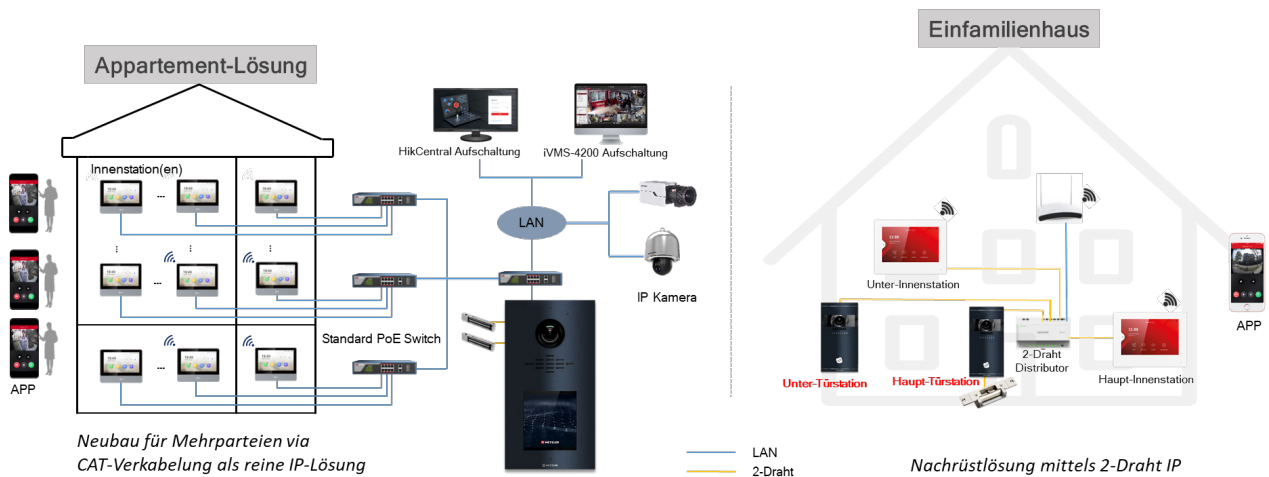 Appartement-Lösung
Innenstation(en)
...
...
...
APP
HikCentral Aufschaltung
iVMS-4200 Aufschaltung
LAN
IP Kamera
Standard PoE Switch
METZLER
Neubau für Mehrparteien via
CAT-Verkabelung als reine IP-Lösung
LAN
2-Draht
Einfamilienhaus
Unter-Innenstation
Unter-Türstation
Haupt-Türstation
2-Draht
Distributor
Haupt-Innenstation
APP
Nachrüstlösung mittels 2-Draht IP